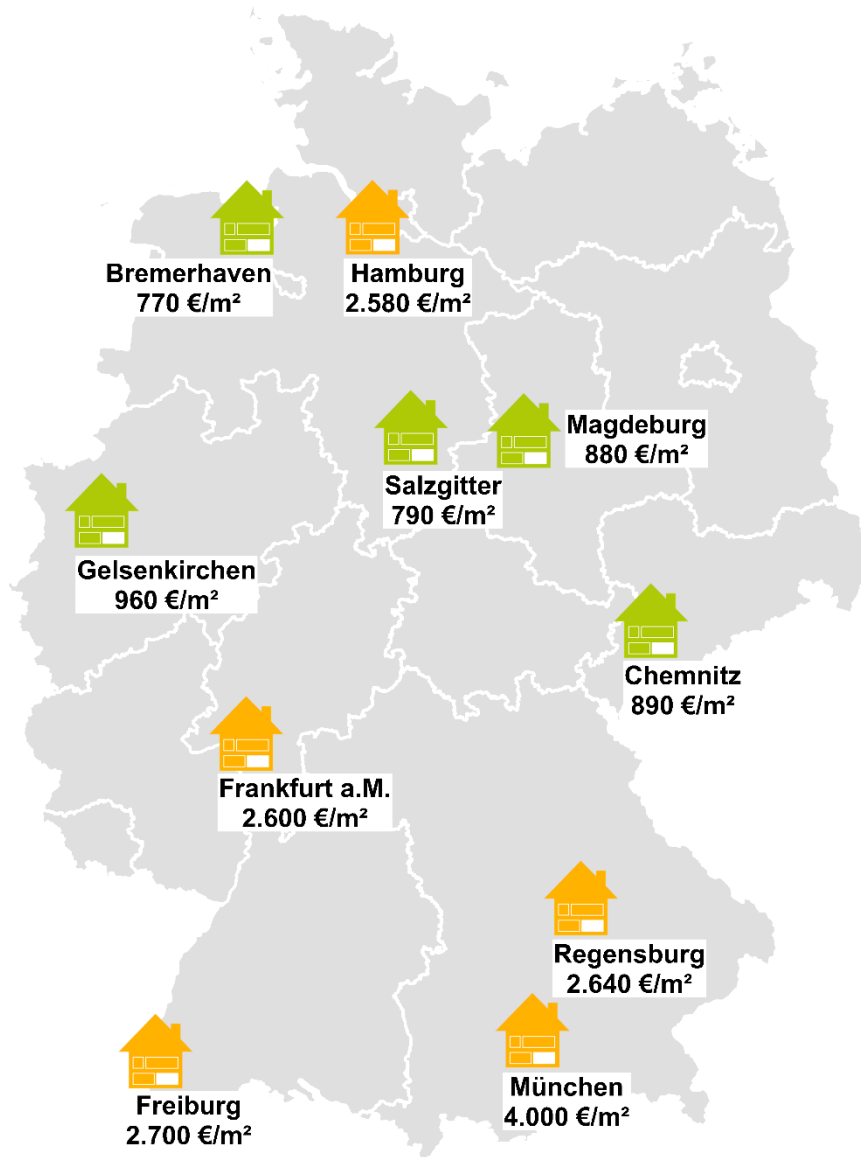 Bremerhaven
770 €/m²
Hamburg
2.580 €/m²
Magdeburg
880 €/m²
Salzgitter
790 €/m²
Gelsenkirchen
960 €/m²
Chemnitz
890 €/m²
Frankfurt a.M.
2.600 €/m²
Regensburg
2.640 €/m²
München
4.000 €/m²
Freiburg
2.700 €/m²